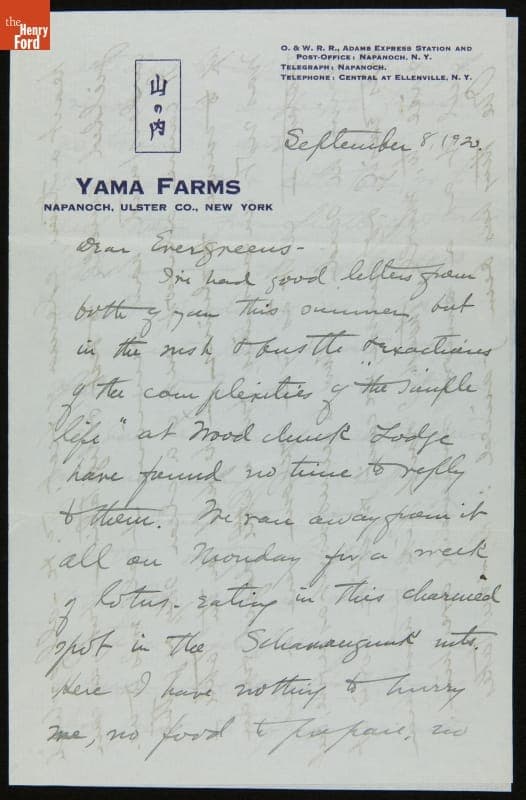 the
Henry
Ford
O. & W. R. R., Adams Express Station and
Post-Office: Napanoch, N. Y.
Telegraph: Napanoch.
Telephone: Central at Ellenville, N. Y.
山の内
September 8, 1920.
Yama Farms
Napanoch, Ulster Co., New York
Dear Evergreens-
I've had good letters from
both of you this summer but
in the rush & bustle & exactions
of the complexities of "the simple
life" at Woodchuck Lodge
have found no time to reply
to them. We ran away from it
all on Monday for a week
of lotus-eating in this charmed
spot in the Schawangunk mts.
Here I have nothing to hurry
me, no food to prepare, no